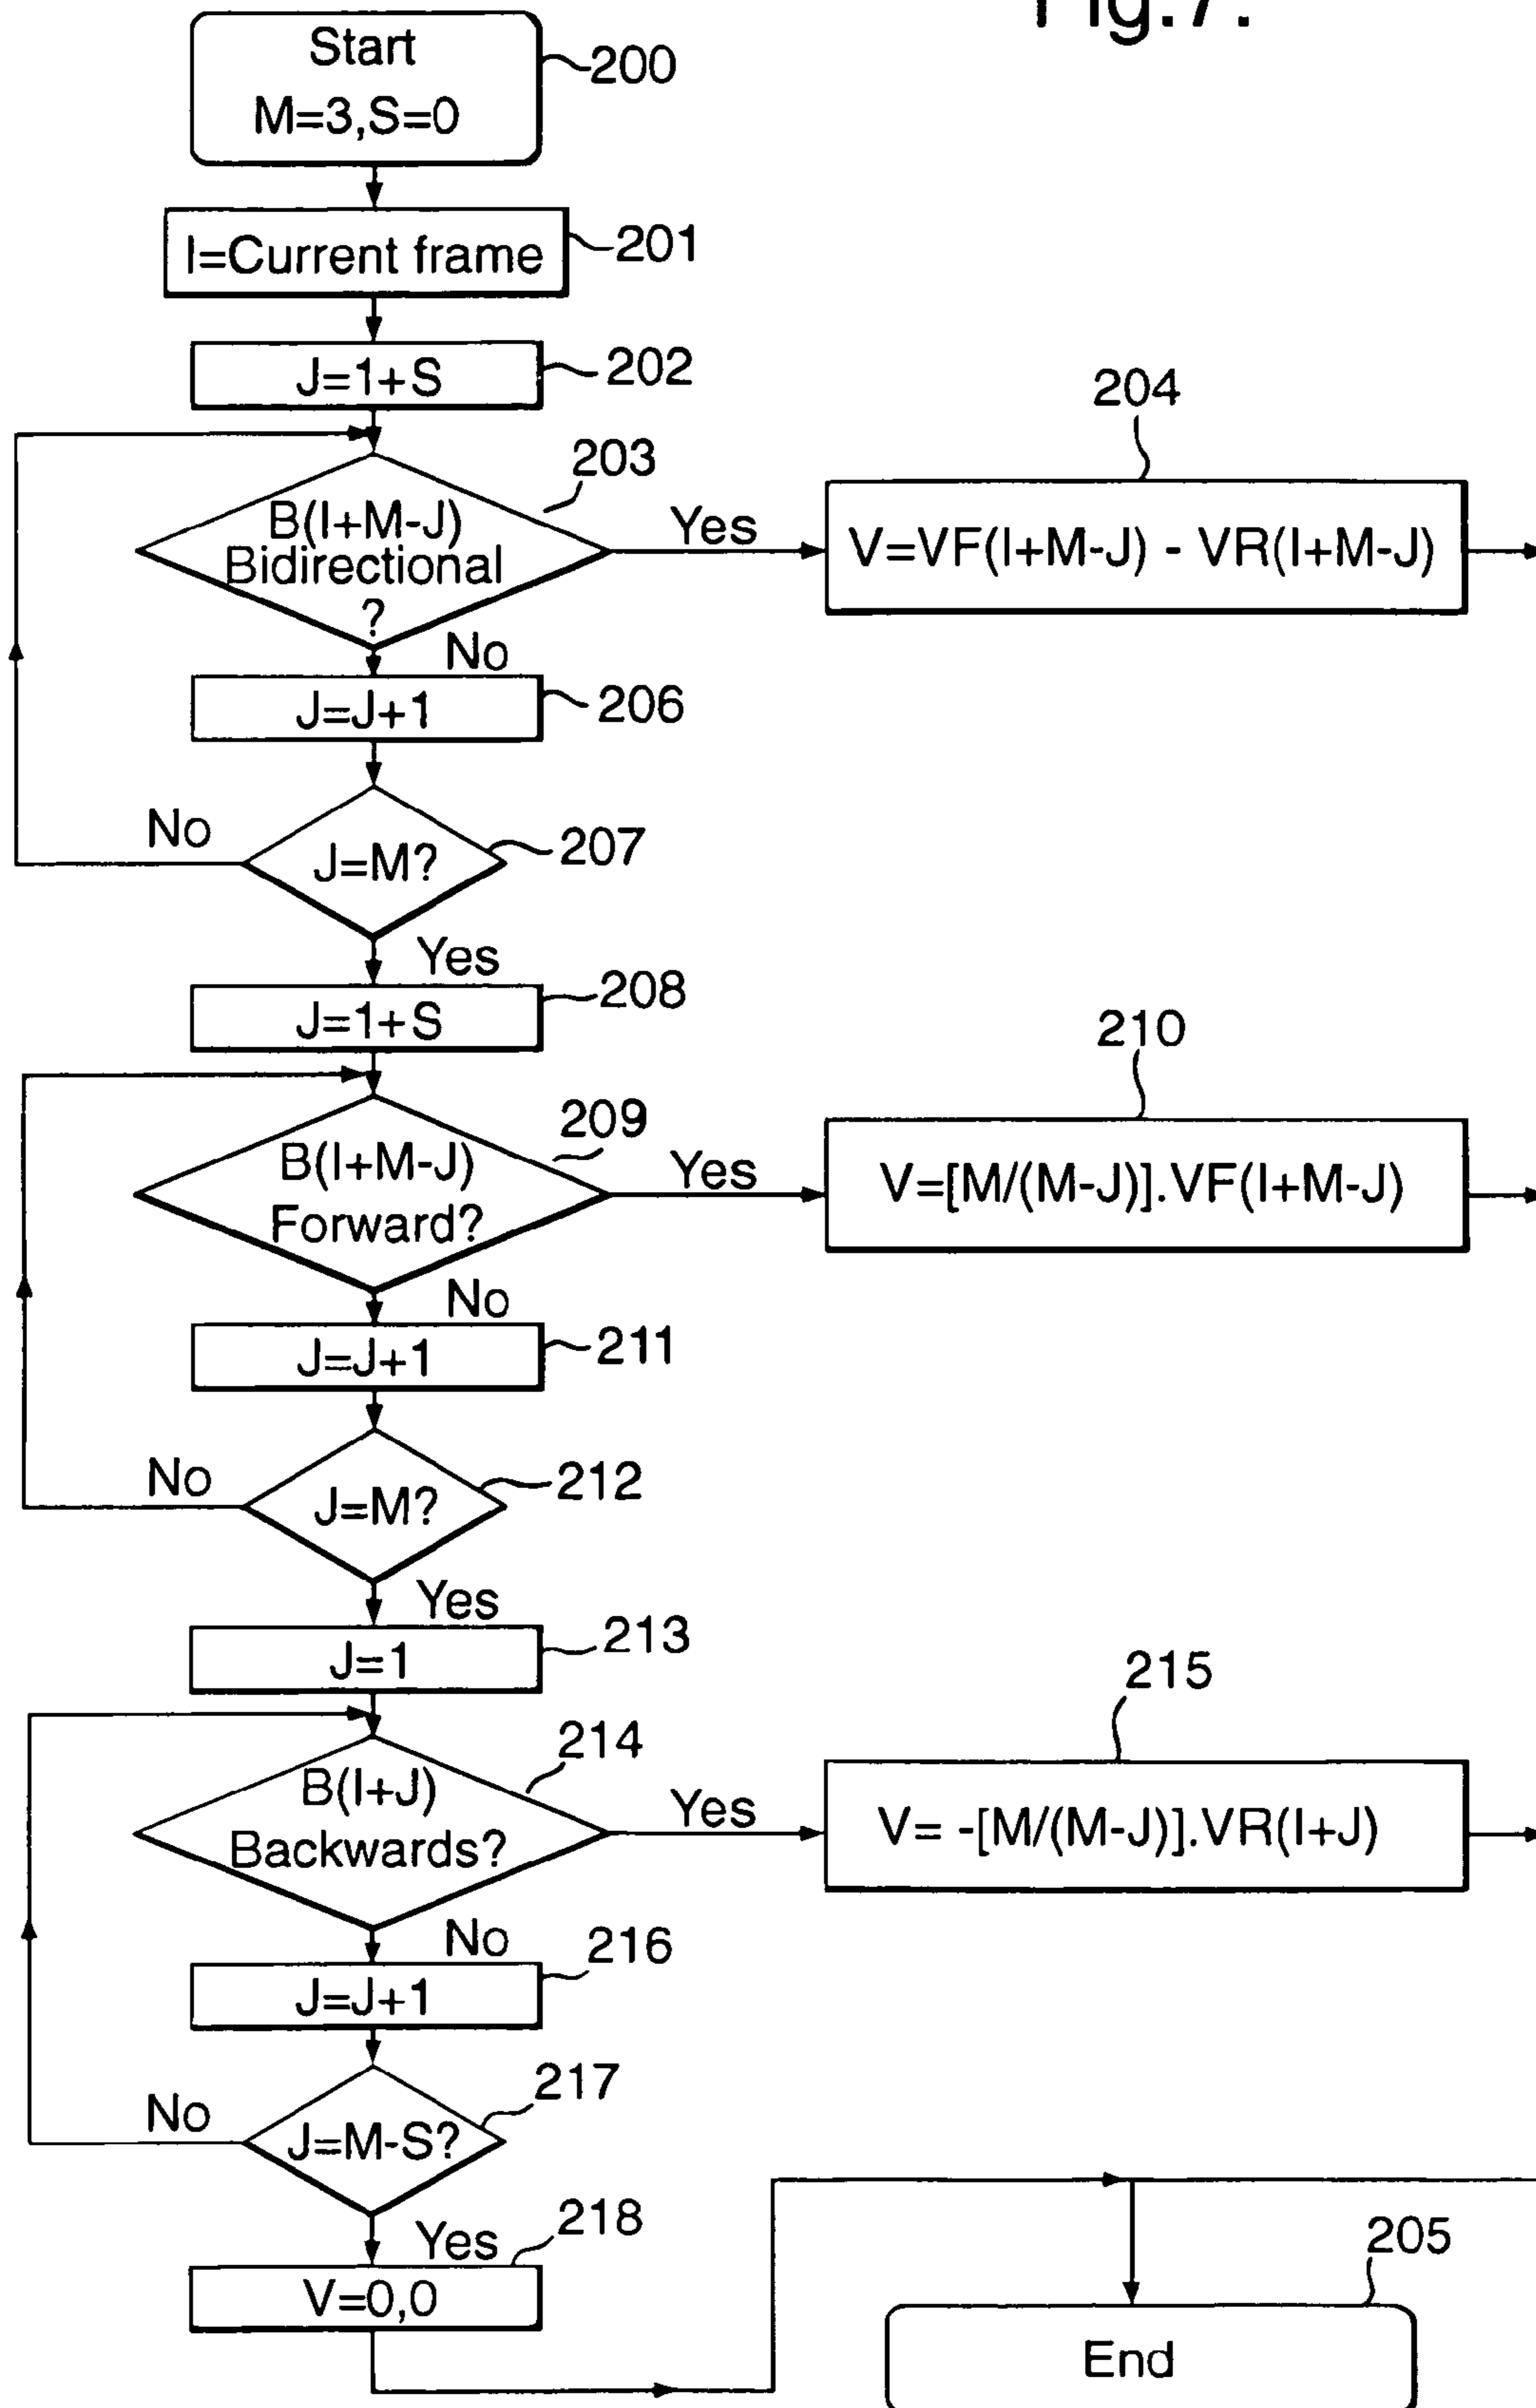 Fig.7.
Start
M=3,S=0
200
I=Current frame
201
J=1+S
202
B(I+M-J)
Bidirectional
?
203
Yes
204
V=VF(I+M-J) - VR(I+M-J)
No
J=J+1
206
J=M?
207
No
Yes
J=1+S
208
B(I+M-J)
Forward?
209
Yes
210
V=[M/(M-J)].VF(I+M-J)
No
J=J+1
211
J=M?
212
No
Yes
J=1
213
B(I+J)
Backwards?
214
Yes
215
V= -[M/(M-J)].VR(I+J)
No
J=J+1
216
J=M-S?
217
No
Yes
V=0,0
218
205
End